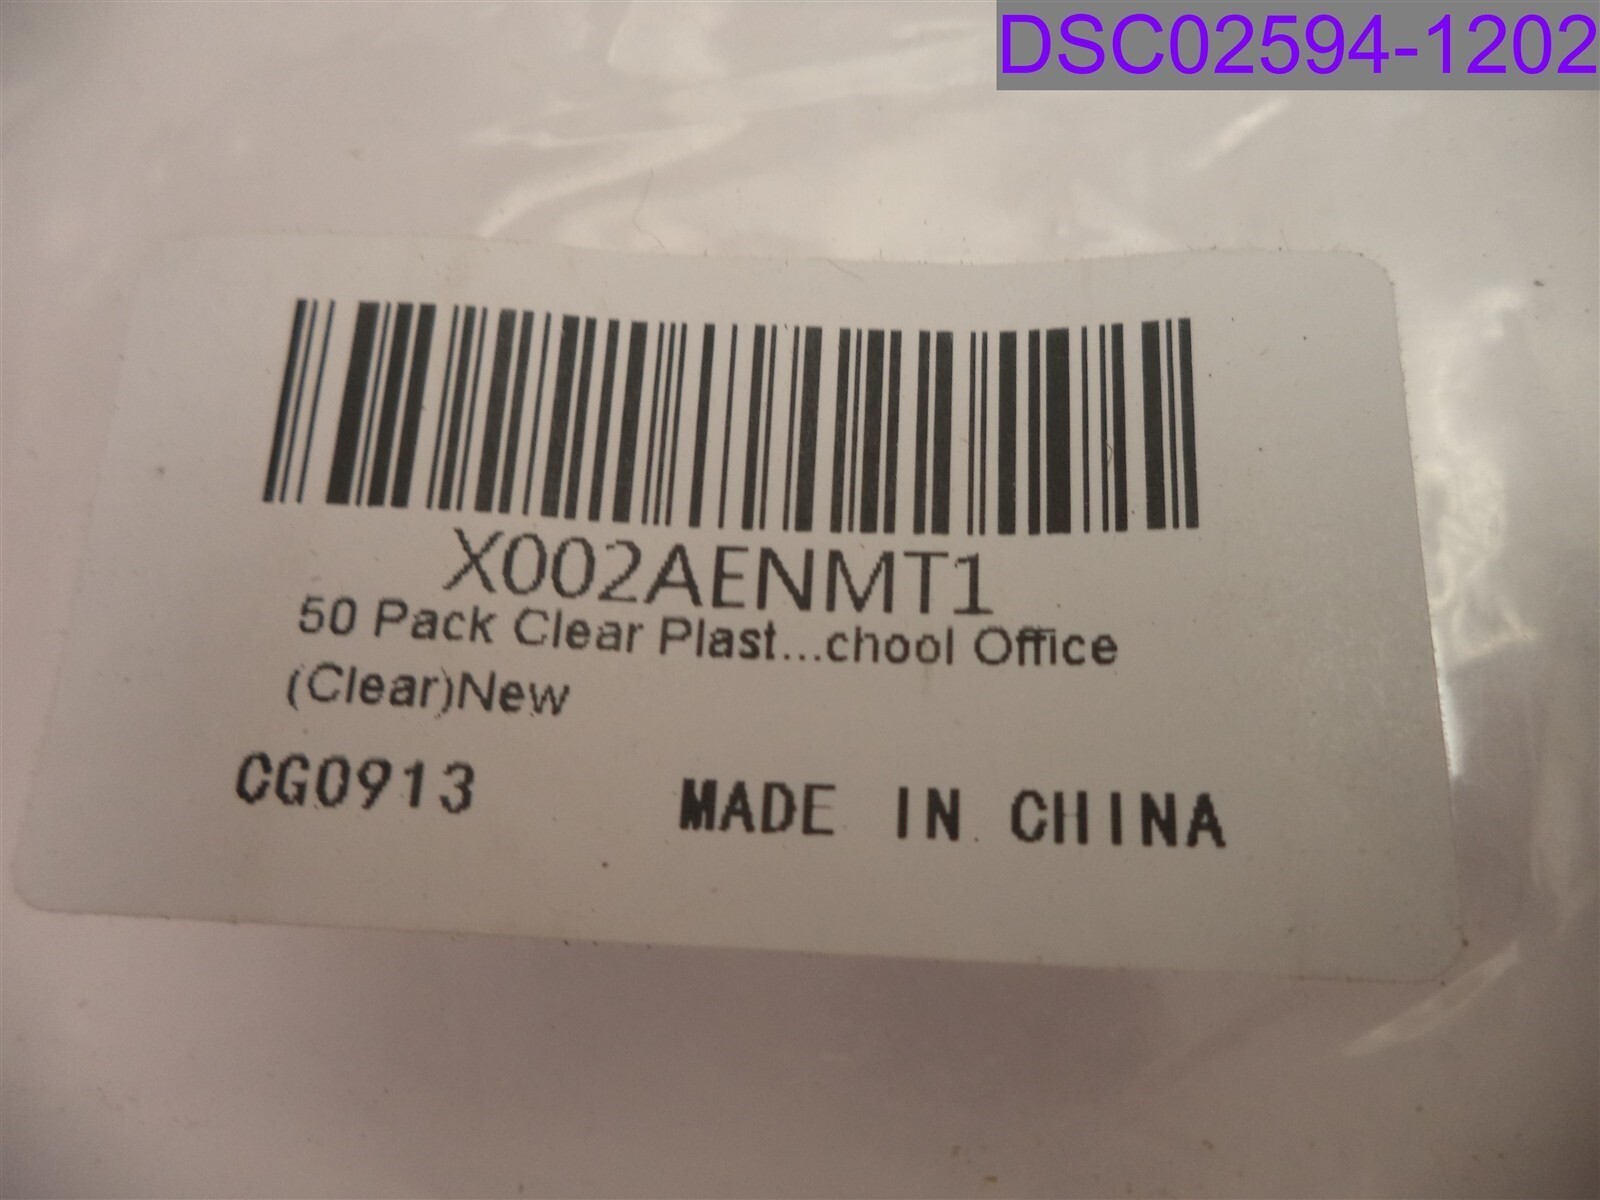 DSC02594-1202
X002AENMT1
50 Pack Clear Plast...chool Office
(Clear)New
CG0913 MADE IN CHINA